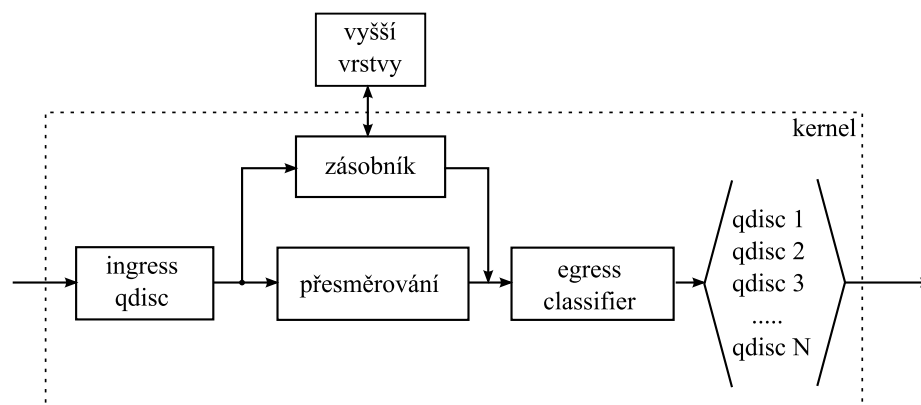 vyšší
vrstvy
kernel
zásobník
ingress
qdisc
přesměrování
egress
classifier
qdisc 1
qdisc 2
qdisc 3
.....
qdisc N